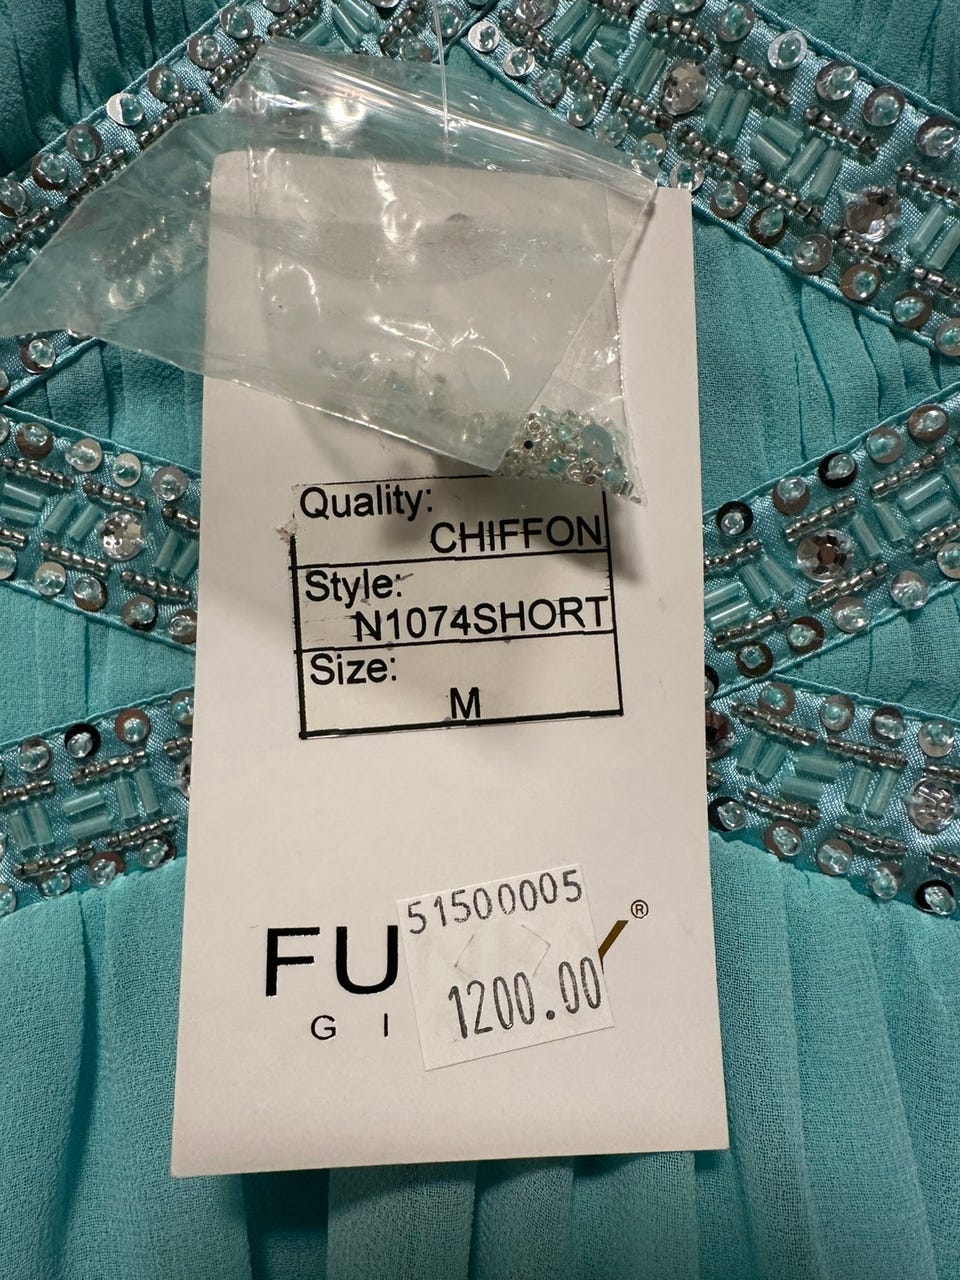 Quality:
CHIFFON
Style:
N1074SHORT
Size:
M
51500005
FU ®
1200.00
G I